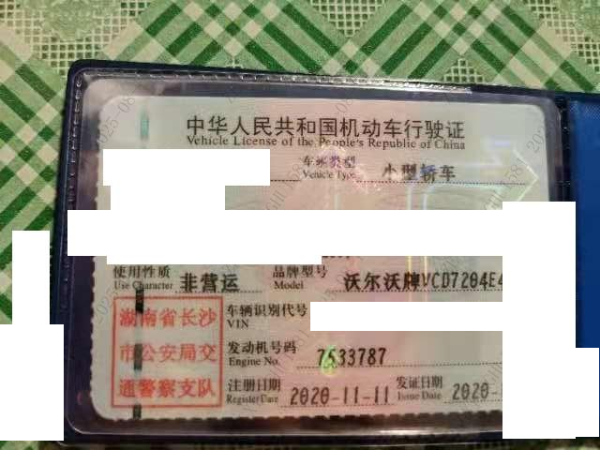 中华人民共和国机动车行驶证
Vehicle License of the People's Republic of China
车辆类型 小型轿车
Vehicle Type
使用性质 非营运 品牌型号 沃尔沃牌VCD7204E4
Use Character Model
湖南省长沙
市公安局交
通警察支队
车辆识别代号
VIN
发动机号码 7533787
Engine No.
注册日期 2020-11-11 发证日期 2020-
Register Date Issue Date